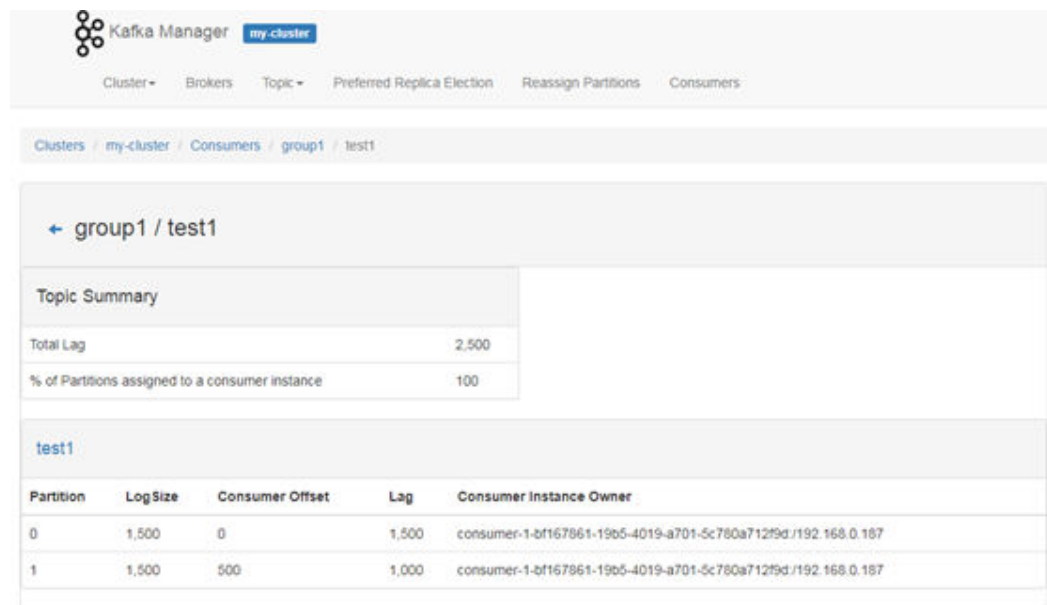 Kafka Manager my-cluster
Cluster Brokers Topic Preferred Replica Election Reassign Partitions Consumers
Clusters / my-cluster / Consumers / group1 / test1
← group1 / test1
Topic Summary
Total Lag 2,500
% of Partitions assigned to a consumer instance 100
test1
Partition LogSize Consumer Offset Lag Consumer Instance Owner
0 1,500 0 1,500 consumer-1-bf167861-19b5-4019-a701-5c780a712f9d:/192.168.0.187
1 1,500 500 1,000 consumer-1-bf167861-19b5-4019-a701-5c780a712f9d:/192.168.0.187